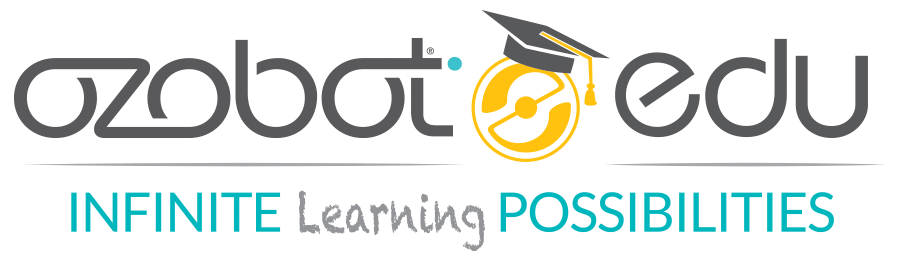 ozobot® edu
INFINITE Learning POSSIBILITIES